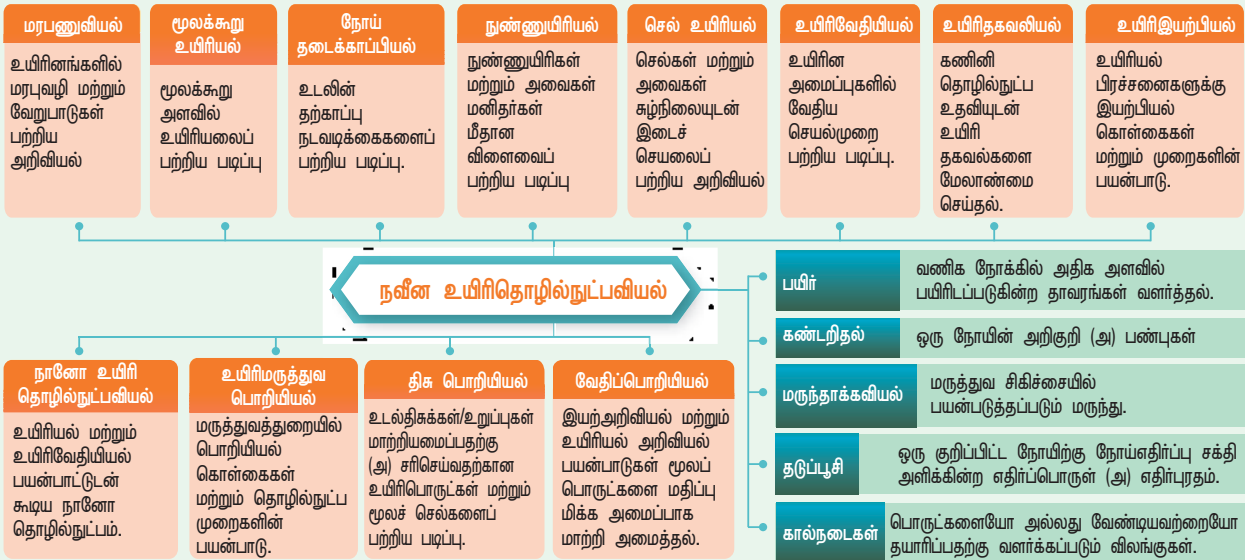 மரபணுவியல்
உயிரினங்களில்
மரபுவழி மற்றும்
வேறுபாடுகள்
பற்றிய
அறிவியல்
மூலக்கூறு
உயிரியல்
மூலக்கூறு
அளவில்
உயிரியலைப்
பற்றிய படிப்பு
நோய்
தடைக்காப்பியல்
உடலின்
தற்காப்பு
நடவடிக்கைகளைப்
பற்றிய படிப்பு.
நுண்ணுயிரியல்
நுண்ணுயிரிகள்
மற்றும் அவைகள்
மனிதர்கள்
மீதான
விளைவைப்
பற்றிய படிப்பு
செல் உயிரியல்
செல்கள் மற்றும்
அவைகள்
சுழ்நிலையுடன்
இடைச்
செயலைப்
பற்றிய அறிவியல்
உயிர்வேதியியல்
உயிரின
அமைப்புகளில்
வேதிய
செயல்முறை
பற்றிய படிப்பு.
உயிரிதகவலியல்
கணினி
தொழில்நுட்ப
உதவியுடன்
உயிரி
தகவல்களை
மேலாண்மை
செய்தல்.
உயிரிஇயற்பியல்
உயிரியல்
பிரச்சனைகளுக்கு
இயற்பியல்
கொள்கைகள்
மற்றும் முறைகளின்
பயன்பாடு.
நவீன உயிரிதொழில்நுட்பவியல்
பயிர்
வணிக நோக்கில் அதிக அளவில்
பயிரிடப்படுகின்ற தாவரங்கள் வளர்த்தல்.
கண்டறிதல்
ஒரு நோயின் அறிகுறி (அ) பண்புகள்
மருந்தாக்கவியல்
மருத்துவ சிகிச்சையில்
பயன்படுத்தப்படும் மருந்து.
தடுப்பூசி
ஒரு குறிப்பிட்ட நோயிற்கு நோய்எதிர்ப்பு சக்தி
அளிக்கின்ற எதிர்ப்பொருள் (அ) எதிர்புரதம்.
கால்நடைகள்
பொருட்களையோ அல்லது வேண்டியவற்றையோ
தயாரிப்பதற்கு வளர்க்கப்படும் விலங்குகள்.
நானோ உயிரி
தொழில்நுட்பவியல்
உயிரியல் மற்றும்
உயிர்வேதியியல்
பயன்பாட்டுடன்
கூடிய நானோ
தொழில்நுட்பம்.
உயிர்மருத்துவ
பொறியியல்
மருத்துவத்துறையில்
பொறியியல்
கொள்கைகள்
மற்றும் தொழில்நுட்ப
முறைகளின்
பயன்பாடு.
திசு பொறியியல்
உடல்திசுக்கள்/உறுப்புகள்
மாற்றியமைப்பதற்கு
(அ) சரிசெய்வதற்கான
உயிரிபொருட்கள் மற்றும்
மூலச் செல்களைப்
பற்றிய படிப்பு.
வேதிப்பொறியியல்
இயற்அறிவியல் மற்றும்
உயிரியல் அறிவியல்
பயன்பாடுகள் மூலப்
பொருட்களை மதிப்பு
மிக்க அமைப்பாக
மாற்றி அமைத்தல்.